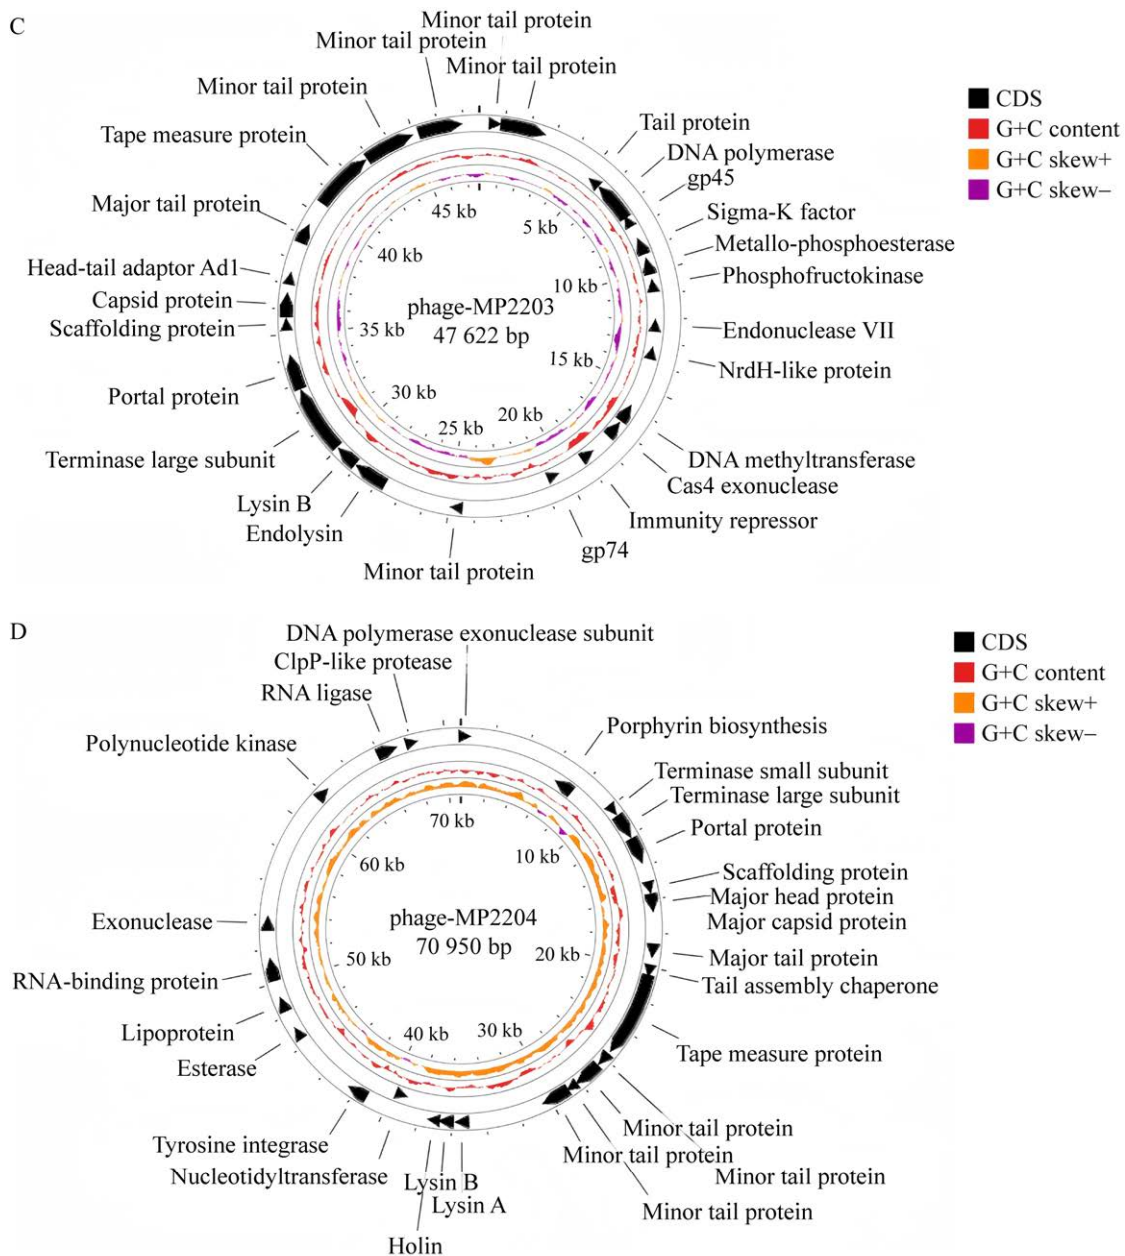 C
Minor tail protein
Minor tail protein
Minor tail protein
Minor tail protein
Tape measure protein
Major tail protein
Head-tail adaptor Ad1
Capsid protein
Scaffolding protein
Portal protein
Terminase large subunit
Lysin B
Endolysin
Minor tail protein
Tail protein
DNA polymerase
gp45
Sigma-K factor
Metallo-phosphoesterase
Phosphofructokinase
Endonuclease VII
NrdH-like protein
DNA methyltransferase
Cas4 exonuclease
Immunity repressor
gp74
45 kb
5 kb
40 kb
10 kb
35 kb
15 kb
30 kb
25 kb
20 kb
phage-MP2203
47 622 bp
CDS
G+C content
G+C skew+
G+C skew−
D
DNA polymerase exonuclease subunit
ClpP-like protease
RNA ligase
Polynucleotide kinase
Exonuclease
RNA-binding protein
Lipoprotein
Esterase
Tyrosine integrase
Nucleotidyltransferase
Lysin B
Lysin A
Holin
Porphyrin biosynthesis
Terminase small subunit
Terminase large subunit
Portal protein
Scaffolding protein
Major head protein
Major capsid protein
Major tail protein
Tail assembly chaperone
Tape measure protein
Minor tail protein
Minor tail protein
Minor tail protein
Minor tail protein
70 kb
10 kb
60 kb
20 kb
50 kb
40 kb
30 kb
phage-MP2204
70 950 bp
CDS
G+C content
G+C skew+
G+C skew−